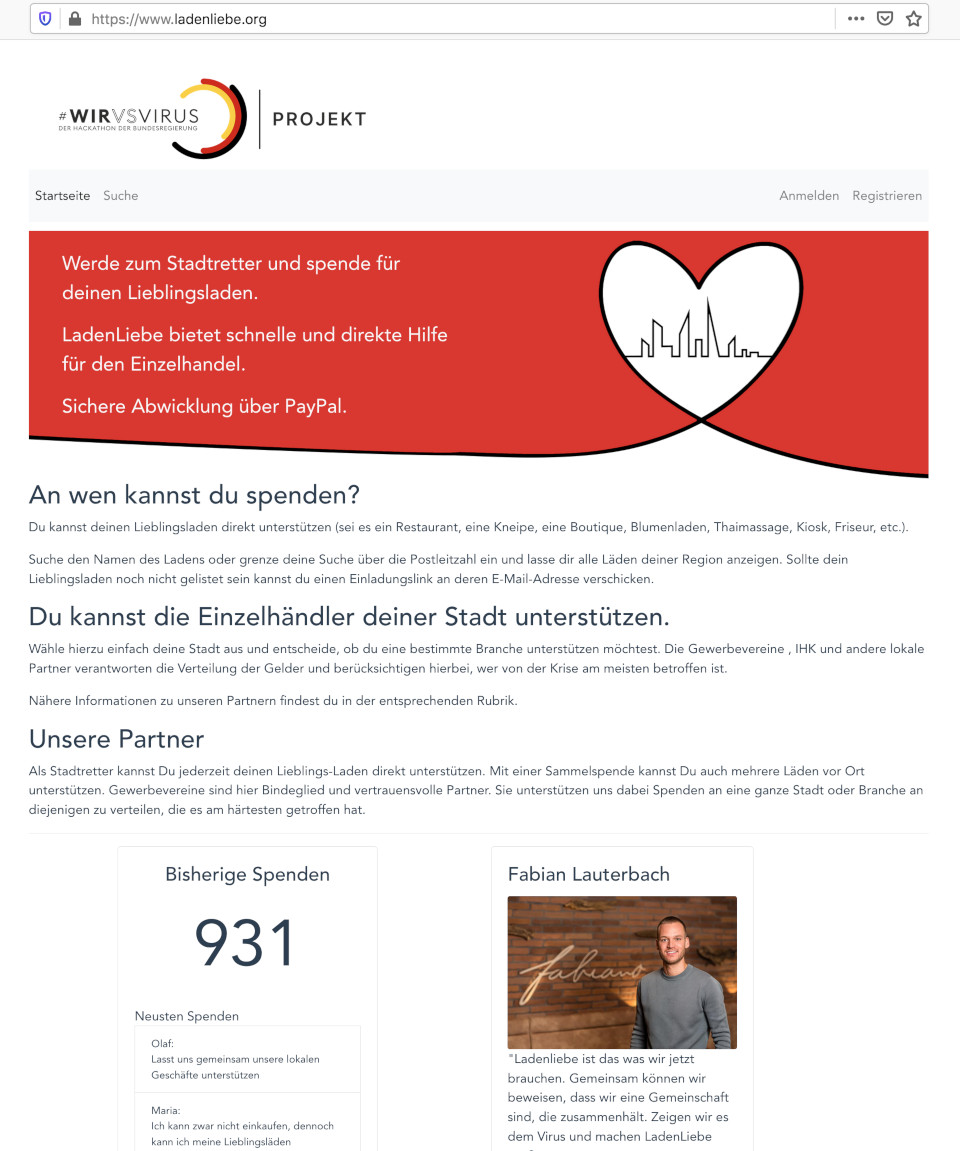 https://www.ladenliebe.org
#WIRVSVIRUS
DER HACKATHON DER BUNDESREGIERUNG
PROJEKT
Startseite Suche Anmelden Registrieren
Werde zum Stadtretter und spende für
deinen Lieblingsladen.
LadenLiebe bietet schnelle und direkte Hilfe
für den Einzelhandel.
Sichere Abwicklung über PayPal.
An wen kannst du spenden?
Du kannst deinen Lieblingsladen direkt unterstützen (sei es ein Restaurant, eine Kneipe, eine Boutique, Blumenladen, Thaimassage, Kiosk, Friseur, etc.).
Suche den Namen des Ladens oder grenze deine Suche über die Postleitzahl ein und lasse dir alle Läden deiner Region anzeigen. Sollte dein
Lieblingsladen noch nicht gelistet sein kannst du einen Einladungslink an deren E-Mail-Adresse verschicken.
Du kannst die Einzelhändler deiner Stadt unterstützen.
Wähle hierzu einfach deine Stadt aus und entscheide, ob du eine bestimmte Branche unterstützen möchtest. Die Gewerbevereine , IHK und andere lokale
Partner verantworten die Verteilung der Gelder und berücksichtigen hierbei, wer von der Krise am meisten betroffen ist.
Nähere Informationen zu unseren Partnern findest du in der entsprechenden Rubrik.
Unsere Partner
Als Stadtretter kannst Du jederzeit deinen Lieblings-Laden direkt unterstützen. Mit einer Sammelspende kannst Du auch mehrere Läden vor Ort
unterstützen. Gewerbevereine sind hier Bindeglied und vertrauensvolle Partner. Sie unterstützen uns dabei Spenden an eine ganze Stadt oder Branche an
diejenigen zu verteilen, die es am härtesten getroffen hat.
Bisherige Spenden
931
Neusten Spenden
Olaf:
Lasst uns gemeinsam unsere lokalen
Geschäfte unterstützen
Maria:
Ich kann zwar nicht einkaufen, dennoch
kann ich meine Lieblingsläden
Fabian Lauterbach
fabiano
"Ladenliebe ist das was wir jetzt
brauchen. Gemeinsam können wir
beweisen, dass wir eine Gemeinschaft
sind, die zusammenhält. Zeigen wir es
dem Virus und machen LadenLiebe